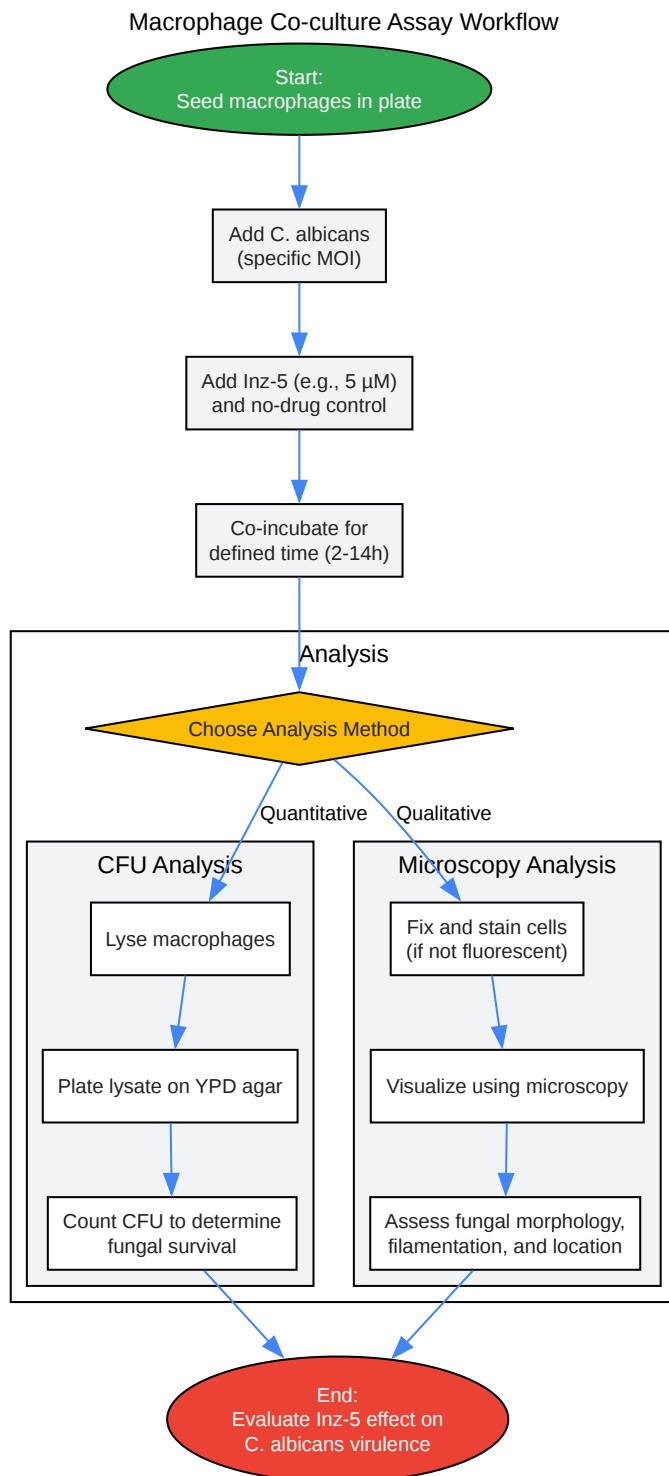 Macrophage Co-culture Assay Workflow
Start:
Seed macrophages in plate
Add C. albicans
(specific MOI)
Add Inz-5 (e.g., 5 µM)
and no-drug control
Co-incubate for
defined time (2-14h)
Analysis
Choose Analysis Method
Quantitative
Qualitative
CFU Analysis
Lyse macrophages
Plate lysate on YPD agar
Count CFU to determine
fungal survival
Microscopy Analysis
Fix and stain cells
(if not fluorescent)
Visualize using microscopy
Assess fungal morphology,
filamentation, and location
End:
Evaluate Inz-5 effect on
C. albicans virulence